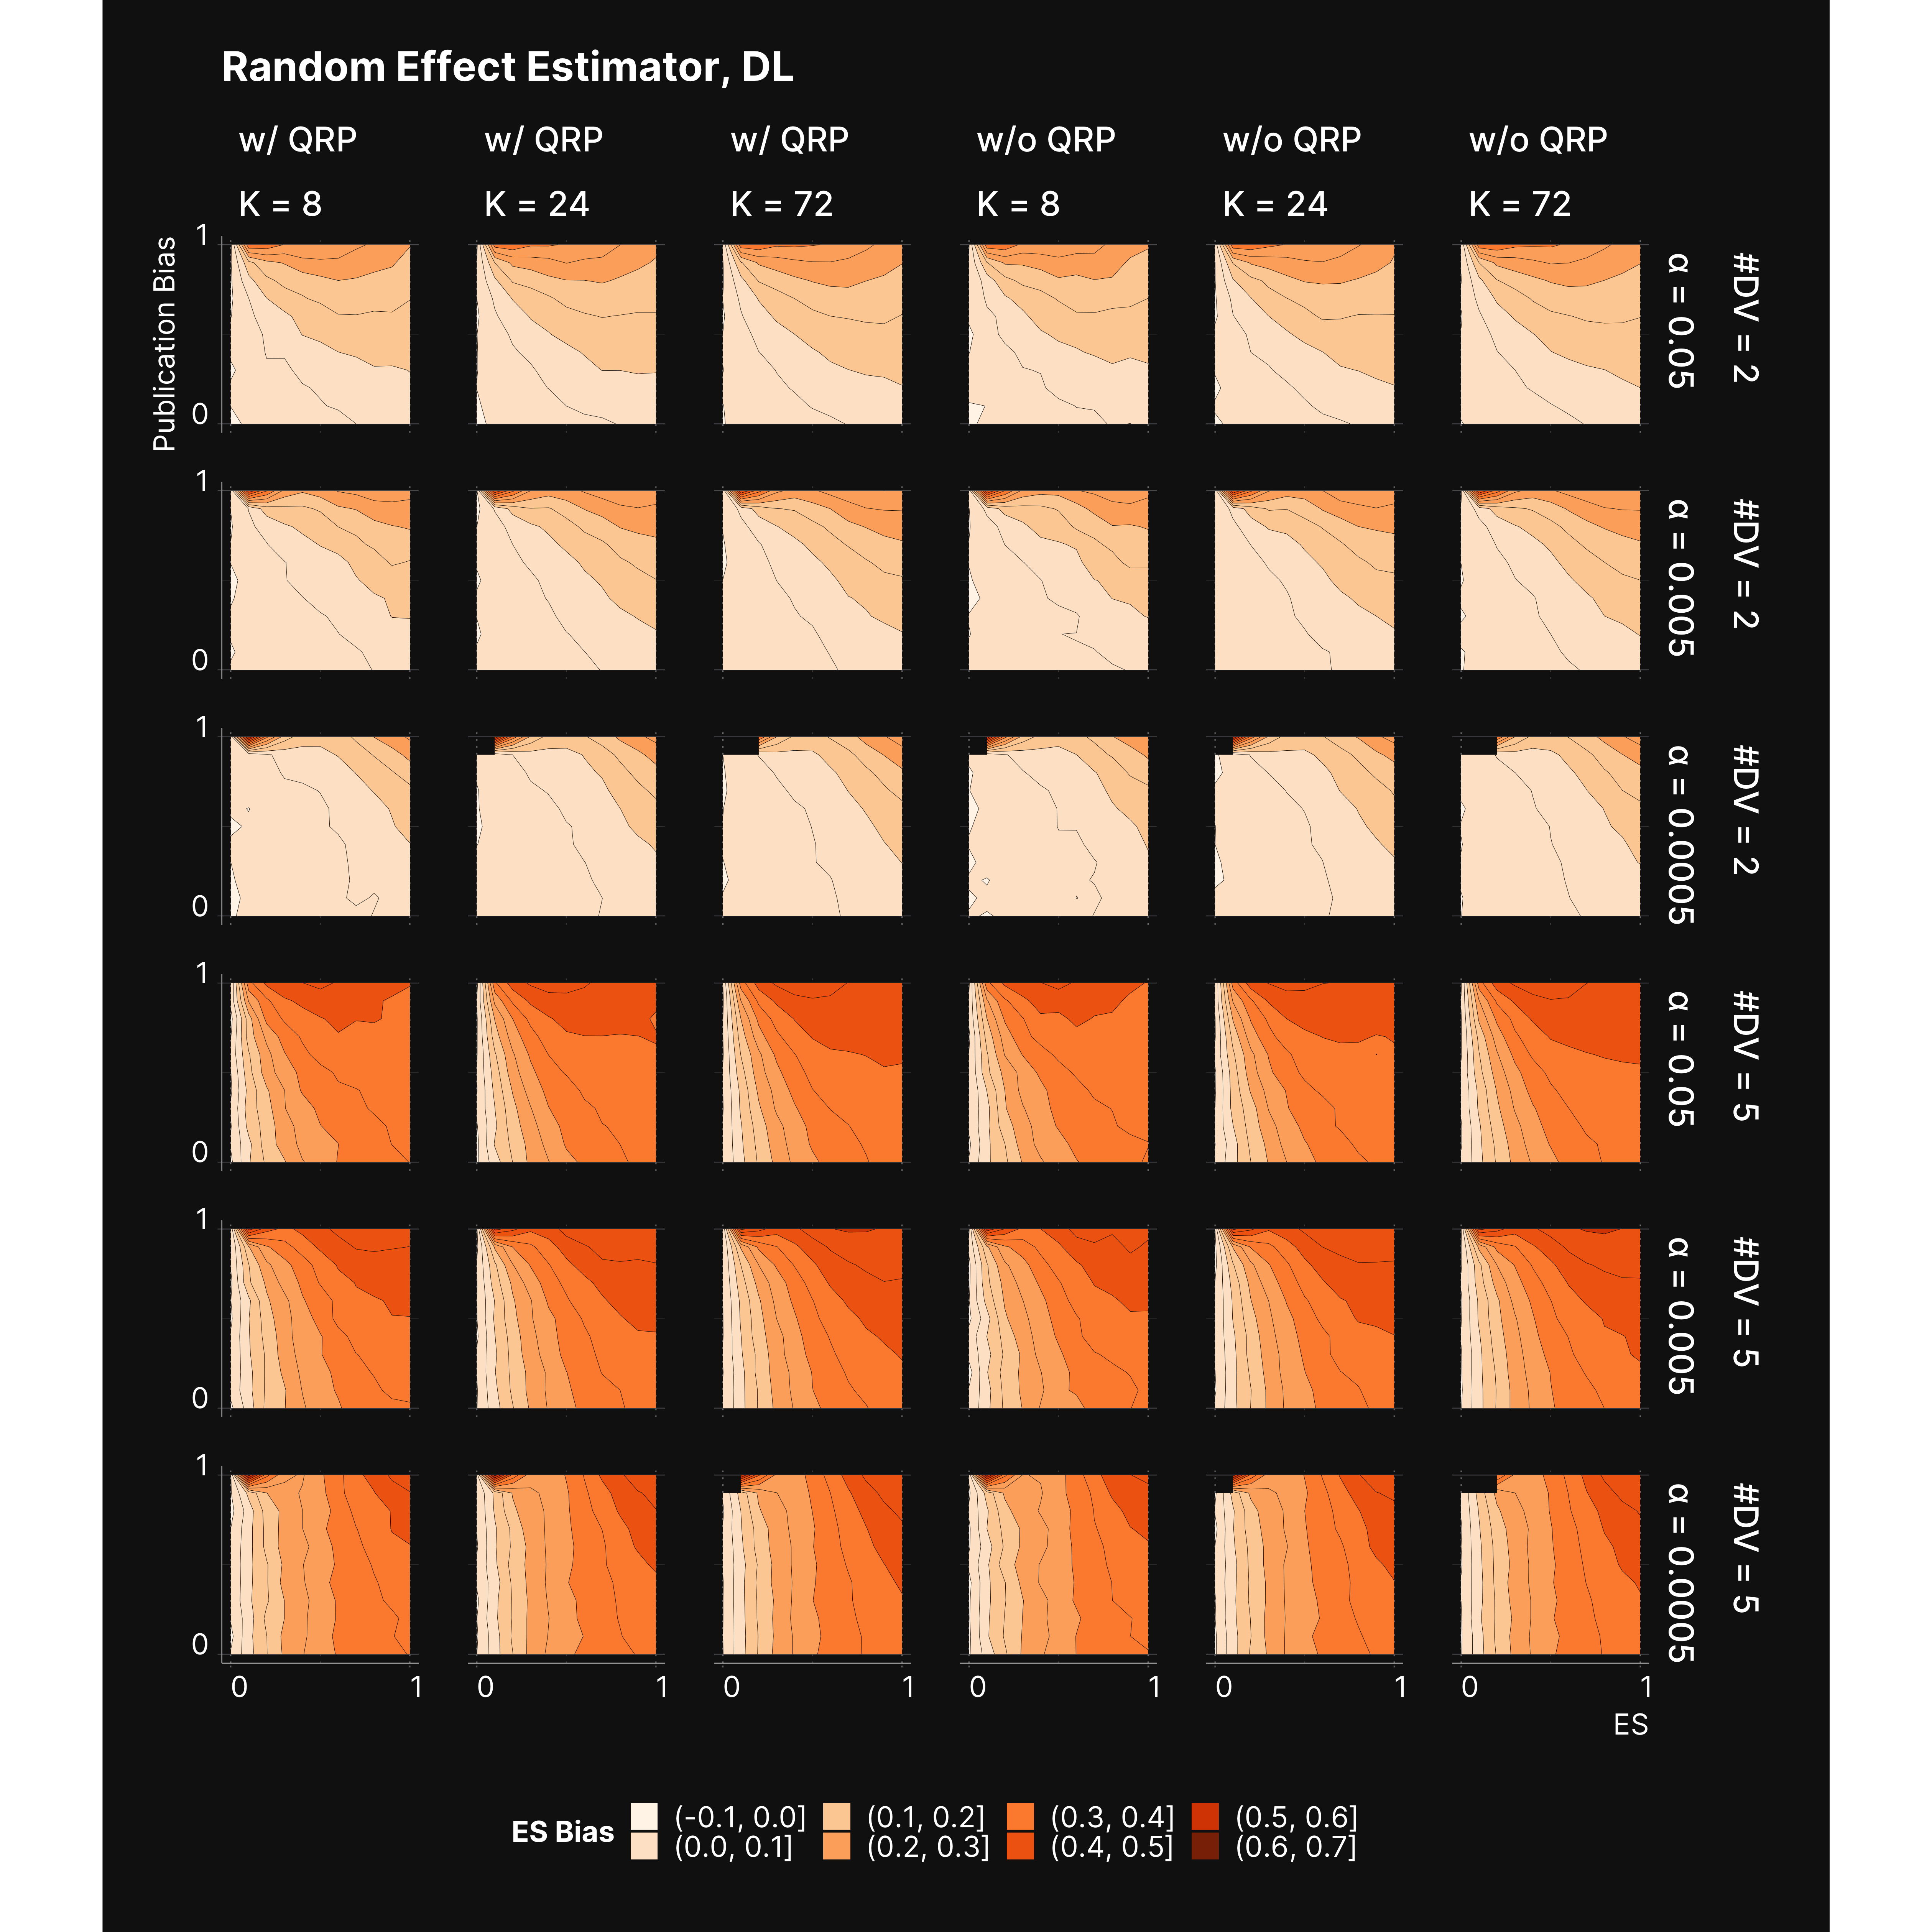 Random Effect Estimator, DL
w/ QRP w/ QRP w/ QRP w/o QRP w/o QRP w/o QRP
K = 8 K = 24 K = 72 K = 8 K = 24 K = 72
Publication Bias
1
0
α = 0.05
#DV = 2
1
0
α = 0.005
#DV = 2
1
0
α = 0.0005
#DV = 2
1
0
α = 0.05
#DV = 5
1
0
α = 0.005
#DV = 5
1
0
α = 0.0005
#DV = 5
0 1 0 1 0 1 0 1 0 1 0 1
ES
ES Bias
(-0.1, 0.0] (0.1, 0.2] (0.3, 0.4] (0.5, 0.6]
(0.0, 0.1] (0.2, 0.3] (0.4, 0.5] (0.6, 0.7]